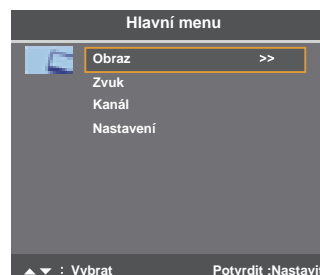 Hlavní menu
Obraz >>
Zvuk
Kanál
Nastavení
▲▼ : Vybrat Potvrdit :Nastavit